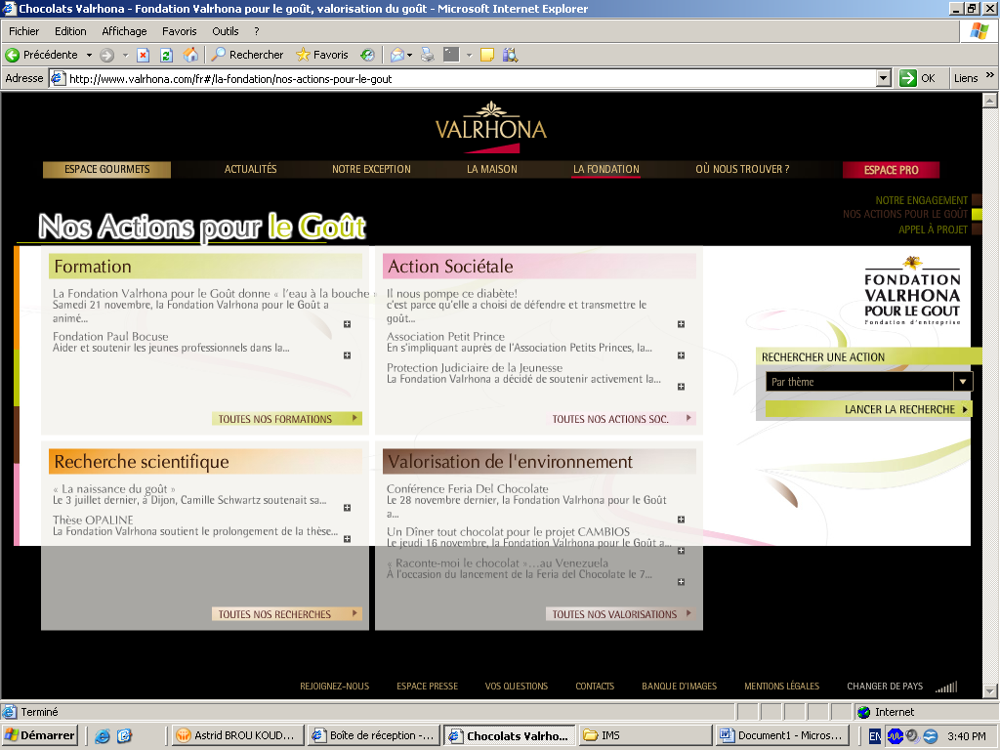 Chocolats Valrhona - Fondation Valrhona pour le goût, valorisation du goût - Microsoft Internet Explorer
Fichier Edition Affichage Favoris Outils ?
Précédente Rechercher Favoris
Adresse http://www.valrhona.com/fr#/la-fondation/nos-actions-pour-le-gout OK Liens »
VALRHONA
ESPACE GOURMETS ACTUALITÉS NOTRE EXCEPTION LA MAISON LA FONDATION OÙ NOUS TROUVER ? ESPACE PRO
NOTRE ENGAGEMENT
NOS ACTIONS POUR LE GOÛT
APPEL À PROJET
Nos Actions pour le Goût
Formation
La Fondation Valrhona pour le Goût donne « l'eau à la bouche »
Samedi 21 novembre, la Fondation Valrhona pour le Goût a
animé...
Fondation Paul Bocuse
Aider et soutenir les jeunes professionnels dans la...
TOUTES NOS FORMATIONS
Action Sociétale
Il nous pompe ce diabète!
c'est parce qu'elle a choisi de défendre et transmettre le
goût...
Association Petit Prince
En s'impliquant auprès de l'Association Petits Princes, la...
Protection Judiciaire de la Jeunesse
La Fondation Valrhona a décidé de soutenir activement la...
TOUTES NOS ACTIONS SOC.
FONDATION
VALRHONA
POUR LE GOUT
Fondation d'entreprise
RECHERCHER UNE ACTION
Par thème
LANCER LA RECHERCHE
Recherche scientifique
« La naissance du goût »
Le 3 juillet dernier, à Dijon, Camille Schwartz soutenait sa...
Thèse OPALINE
La Fondation Valrhona soutient le prolongement de la thèse...
TOUTES NOS RECHERCHES
Valorisation de l'environnement
Conférence Feria Del Chocolate
Le 28 novembre dernier, la Fondation Valrhona pour le Goût
a...
Un Dîner tout chocolat pour le projet CAMBIOS
Le jeudi 16 novembre, la Fondation Valrhona pour le Goût a...
« Raconte-moi le chocolat »...au Venezuela
À l'occasion du lancement de la Feria del Chocolate le 7...
TOUTES NOS VALORISATIONS
REJOIGNEZ-NOUS ESPACE PRESSE VOS QUESTIONS CONTACTS BANQUE D'IMAGES MENTIONS LÉGALES CHANGER DE PAYS
Terminé Internet
Démarrer Astrid BROU KOUD... Boîte de réception -... Chocolats Valrho... IMS Document1 - Micros... EN 3:40 PM